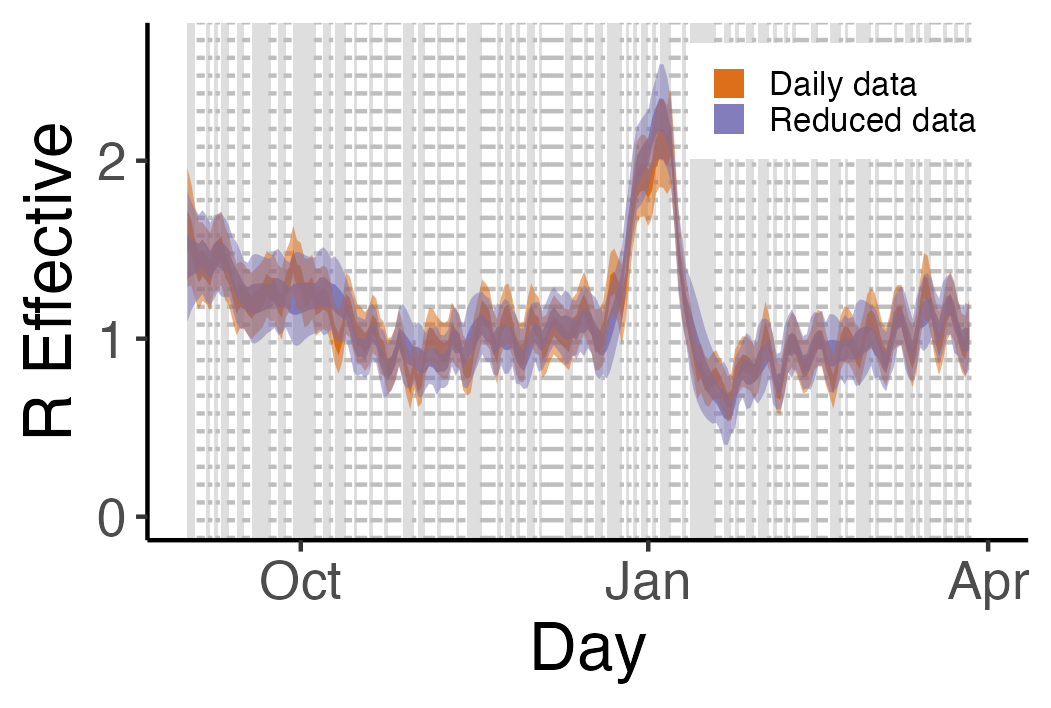 Daily data
Reduced data
R Effective
2
1
0
Oct Jan Apr
Day